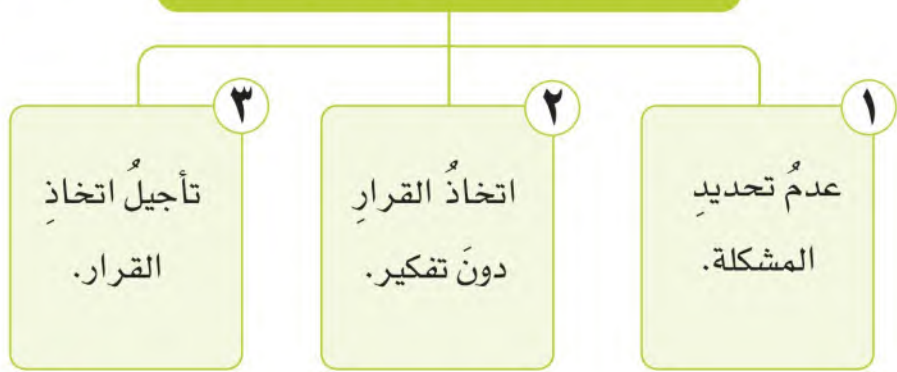 ١
عدمُ تحديدِ
المشكلة.
٢
اتخاذُ القرارِ
دونَ تفكير.
٣
تأجيلُ اتخاذِ
القرار.